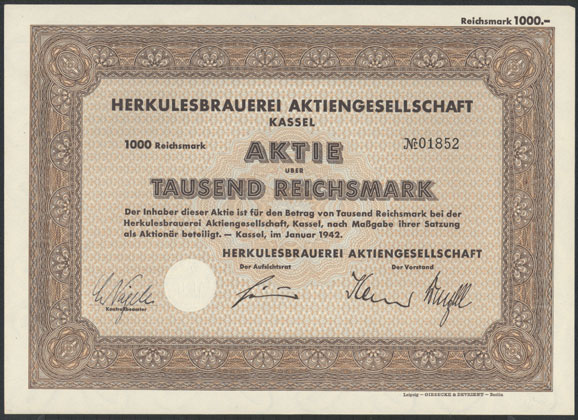 Reichsmark 1000.–
HERKULESBRAUEREI AKTIENGESELLSCHAFT
KASSEL
1000 Reichsmark
AKTIE
№ 01852
ÜBER
TAUSEND REICHSMARK
Der Inhaber dieser Aktie ist für den Betrag von Tausend Reichsmark bei der
Herkulesbrauerei Aktiengesellschaft, Kassel, nach Maßgabe ihrer Satzung
als Aktionär beteiligt. — Kassel, im Januar 1942.
HERKULESBRAUEREI AKTIENGESELLSCHAFT
Der Aufsichtsrat
Der Vorstand
Kontrollbeamter
Leipzig – GIESECKE & DEVRIENT – Berlin